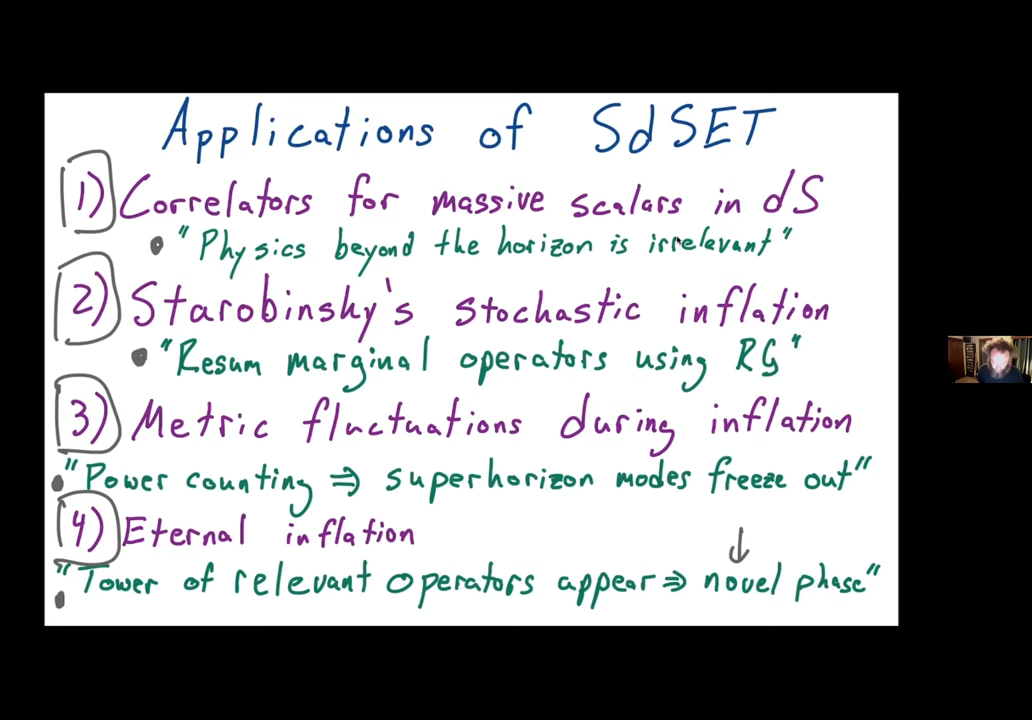 Applications of SdSET
1) Correlators for massive scalars in dS
• "Physics beyond the horizon is irrelevant"
2) Starobinsky's stochastic inflation
• "Resum marginal operators using RG"
3) Metric fluctuations during inflation
• "Power counting ⇒ superhorizon modes freeze out"
4) Eternal inflation
• "Tower of relevant operators appear ⇒ novel phase"